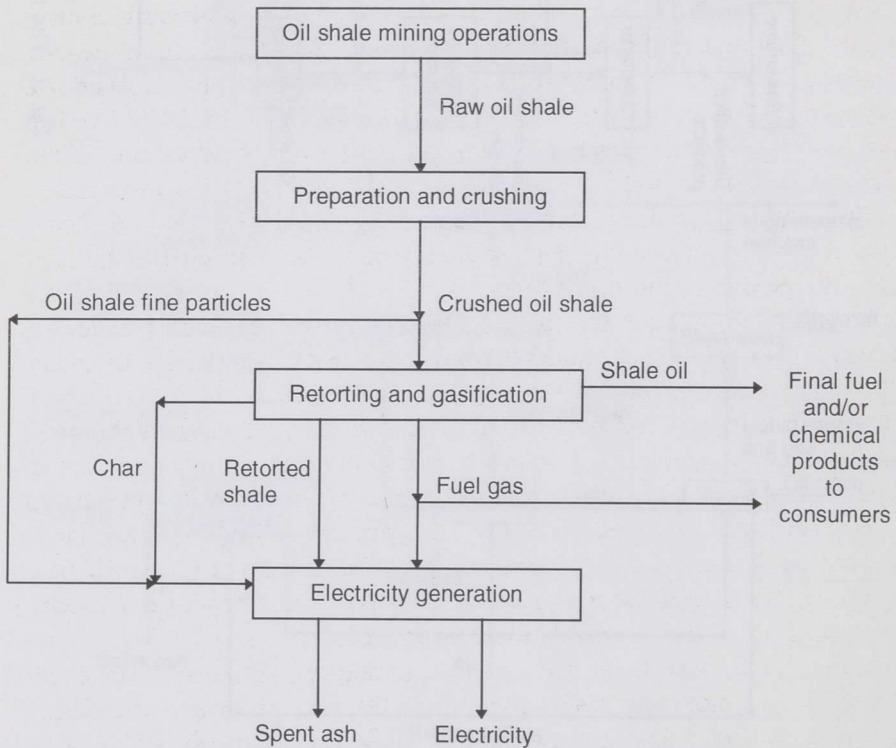 Oil shale mining operations
Raw oil shale
Preparation and crushing
Oil shale fine particles
Crushed oil shale
Shale oil
Retorting and gasification
Final fuel
and/or
chemical
products
to
consumers
Char
Retorted
shale
Fuel gas
Electricity generation
Spent ash
Electricity